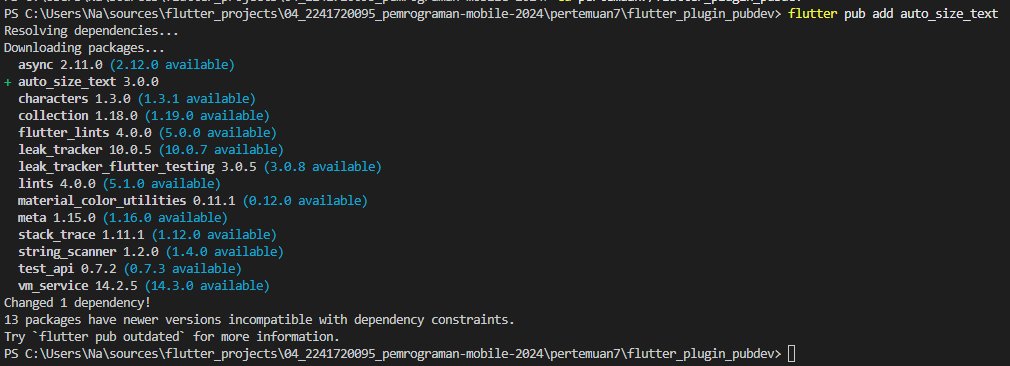 PS C:\Users\Na\sources\flutter_projects\04_2241720095_pemrograman-mobile-2024\pertemuan7\flutter_plugin_pubdev> flutter pub add auto_size_text
Resolving dependencies...
Downloading packages...
  async 2.11.0 (2.12.0 available)
+ auto_size_text 3.0.0
  characters 1.3.0 (1.3.1 available)
  collection 1.18.0 (1.19.0 available)
  flutter_lints 4.0.0 (5.0.0 available)
  leak_tracker 10.0.5 (10.0.7 available)
  leak_tracker_flutter_testing 3.0.5 (3.0.8 available)
  lints 4.0.0 (5.1.0 available)
  material_color_utilities 0.11.1 (0.12.0 available)
  meta 1.15.0 (1.16.0 available)
  stack_trace 1.11.1 (1.12.0 available)
  string_scanner 1.2.0 (1.4.0 available)
  test_api 0.7.2 (0.7.3 available)
  vm_service 14.2.5 (14.3.0 available)
Changed 1 dependency!
13 packages have newer versions incompatible with dependency constraints.
Try `flutter pub outdated` for more information.
PS C:\Users\Na\sources\flutter_projects\04_2241720095_pemrograman-mobile-2024\pertemuan7\flutter_plugin_pubdev>